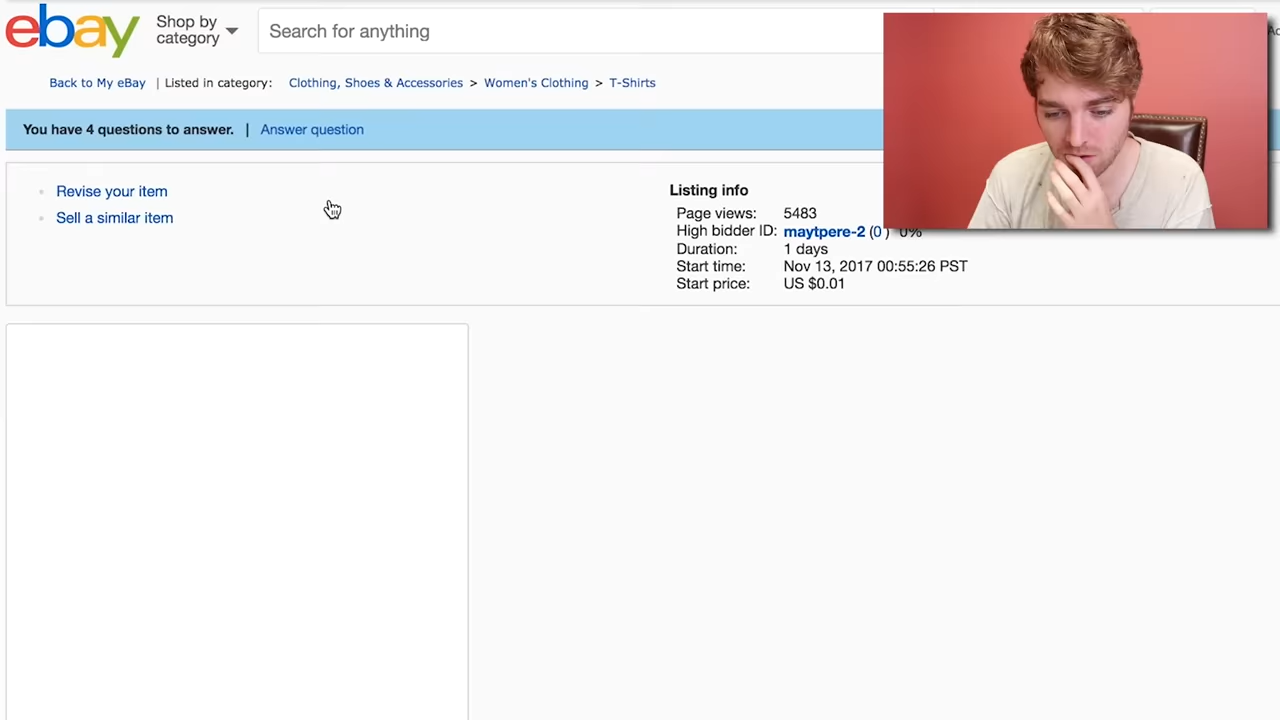 ebay
Shop by
category
Search for anything
Back to My eBay | Listed in category: Clothing, Shoes & Accessories > Women's Clothing > T-Shirts
You have 4 questions to answer. | Answer question
Revise your item
Sell a similar item
Listing info
Page views: 5483
High bidder ID: maytpere-2 (0 ) 0%
Duration: 1 days
Start time: Nov 13, 2017 00:55:26 PST
Start price: US $0.01